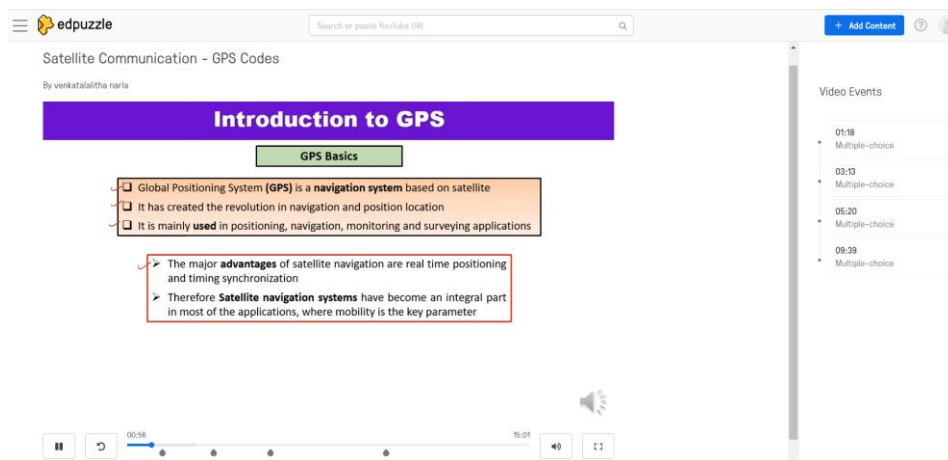 edpuzzle
Search or paste YouTube URL
+ Add Content
?
Satellite Communication - GPS Codes
By venkatalalitha narla
Introduction to GPS
GPS Basics
Global Positioning System (GPS) is a navigation system based on satellite
It has created the revolution in navigation and position location
It is mainly used in positioning, navigation, monitoring and surveying applications
The major advantages of satellite navigation are real time positioning
and timing synchronization
Therefore Satellite navigation systems have become an integral part
in most of the applications, where mobility is the key parameter
00:56
15:01
Video Events
01:18
Multiple-choice
03:13
Multiple-choice
05:20
Multiple-choice
09:39
Multiple-choice